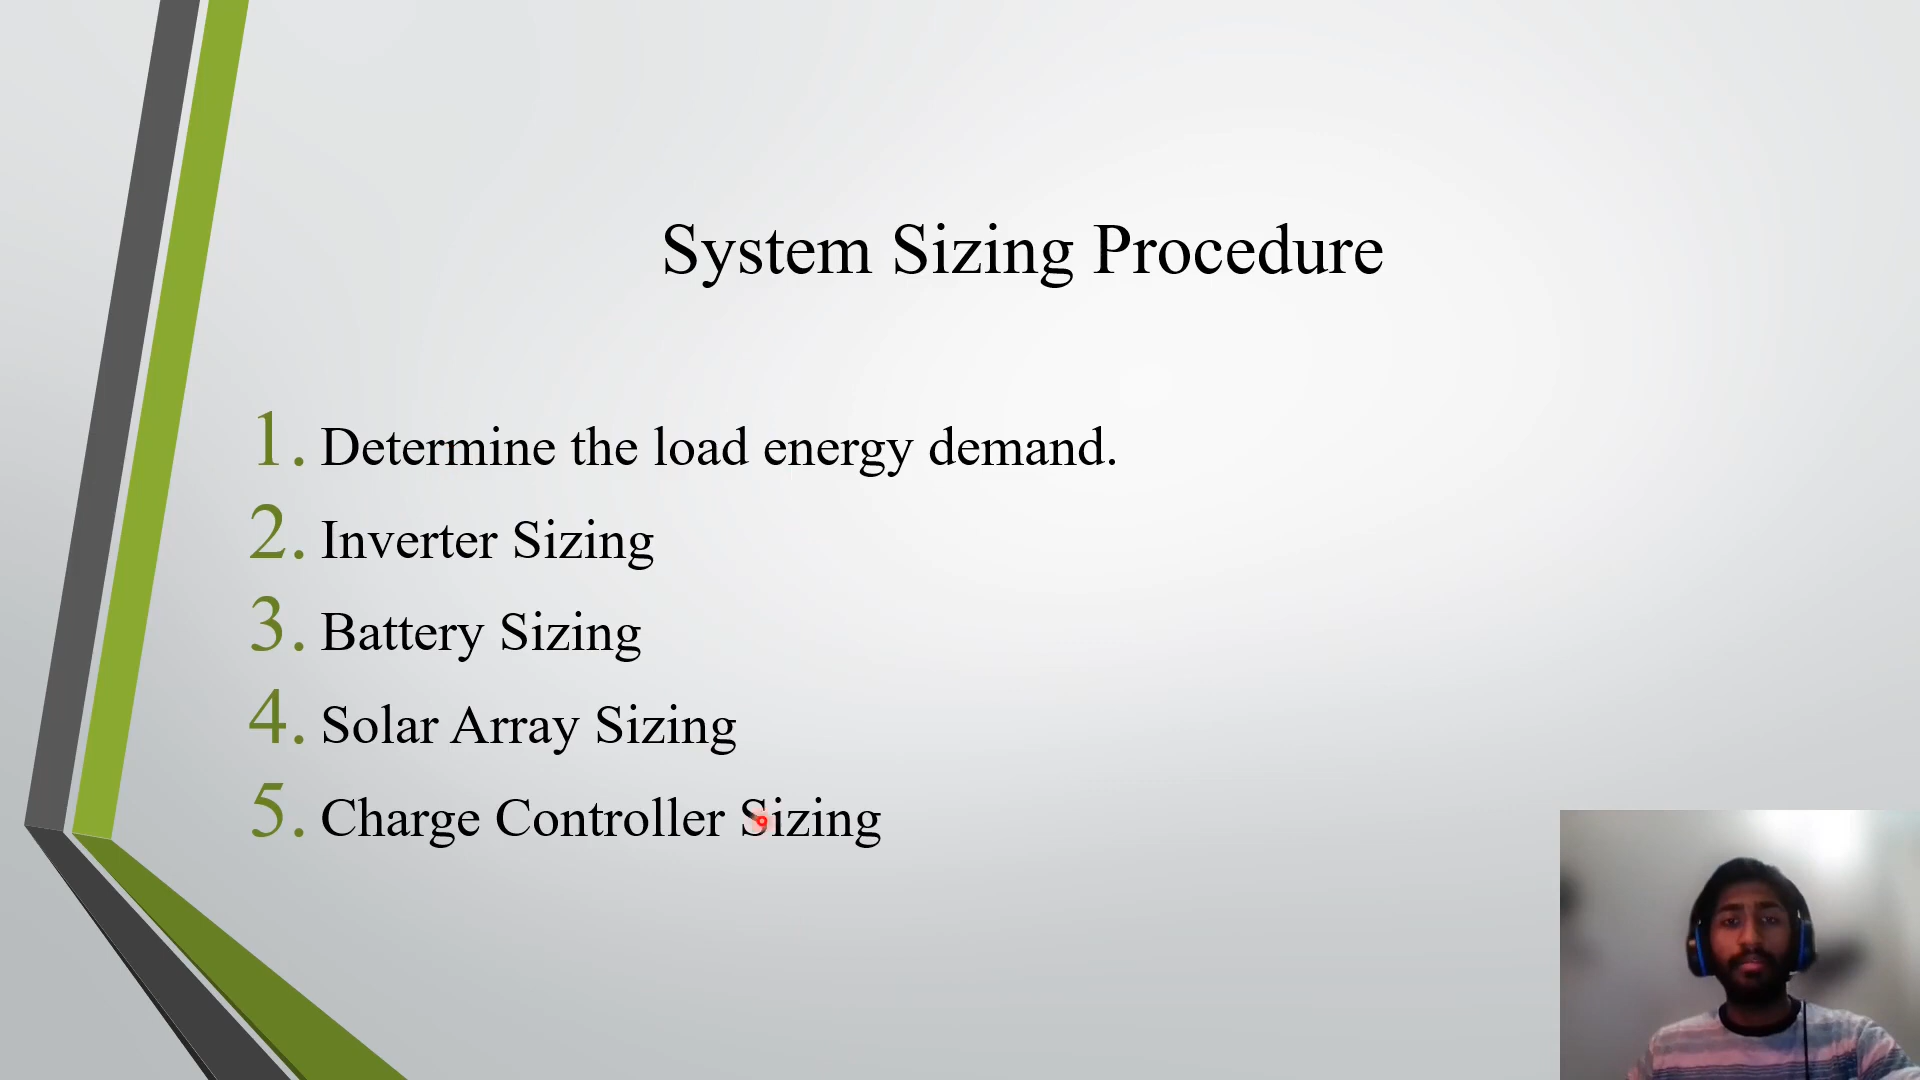 System Sizing Procedure
1. Determine the load energy demand.
2. Inverter Sizing
3. Battery Sizing
4. Solar Array Sizing
5. Charge Controller Sizing